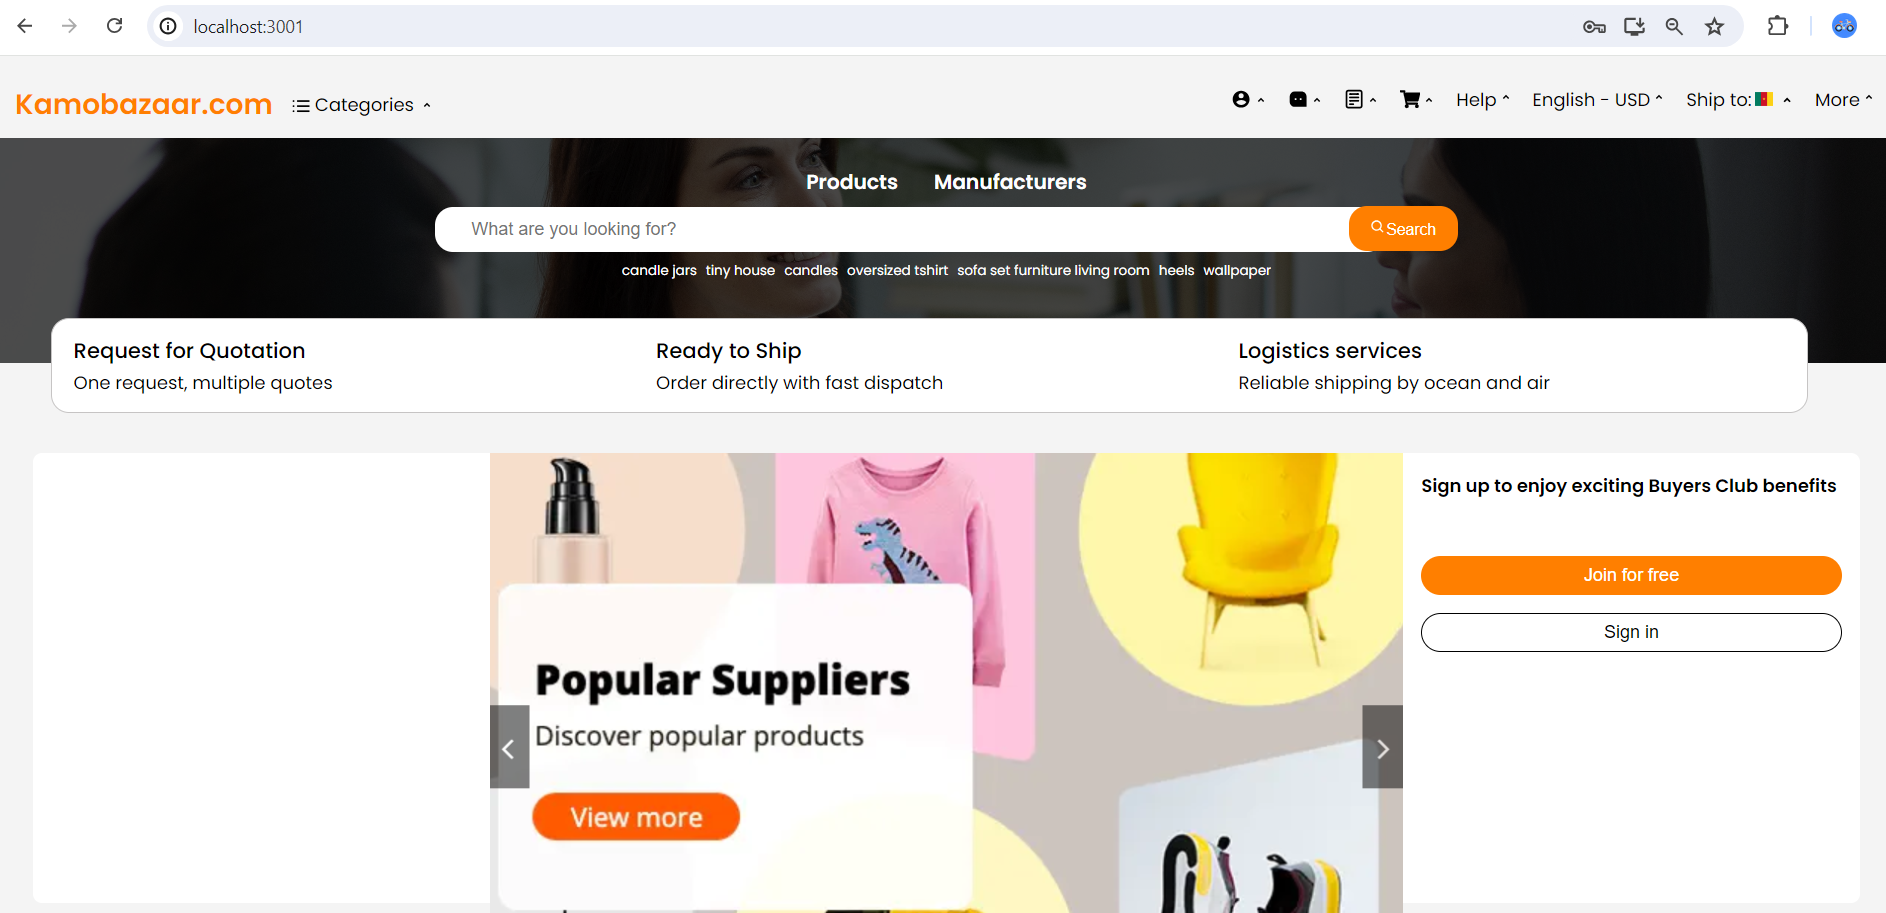 localhost:3001
Kamobazaar.com
Categories
Help
English - USD
Ship to:
More
Products
Manufacturers
What are you looking for?
Search
candle jars tiny house candles oversized tshirt sofa set furniture living room heels wallpaper
Request for Quotation
One request, multiple quotes
Ready to Ship
Order directly with fast dispatch
Logistics services
Reliable shipping by ocean and air
Popular Suppliers
Discover popular products
View more
Sign up to enjoy exciting Buyers Club benefits
Join for free
Sign in